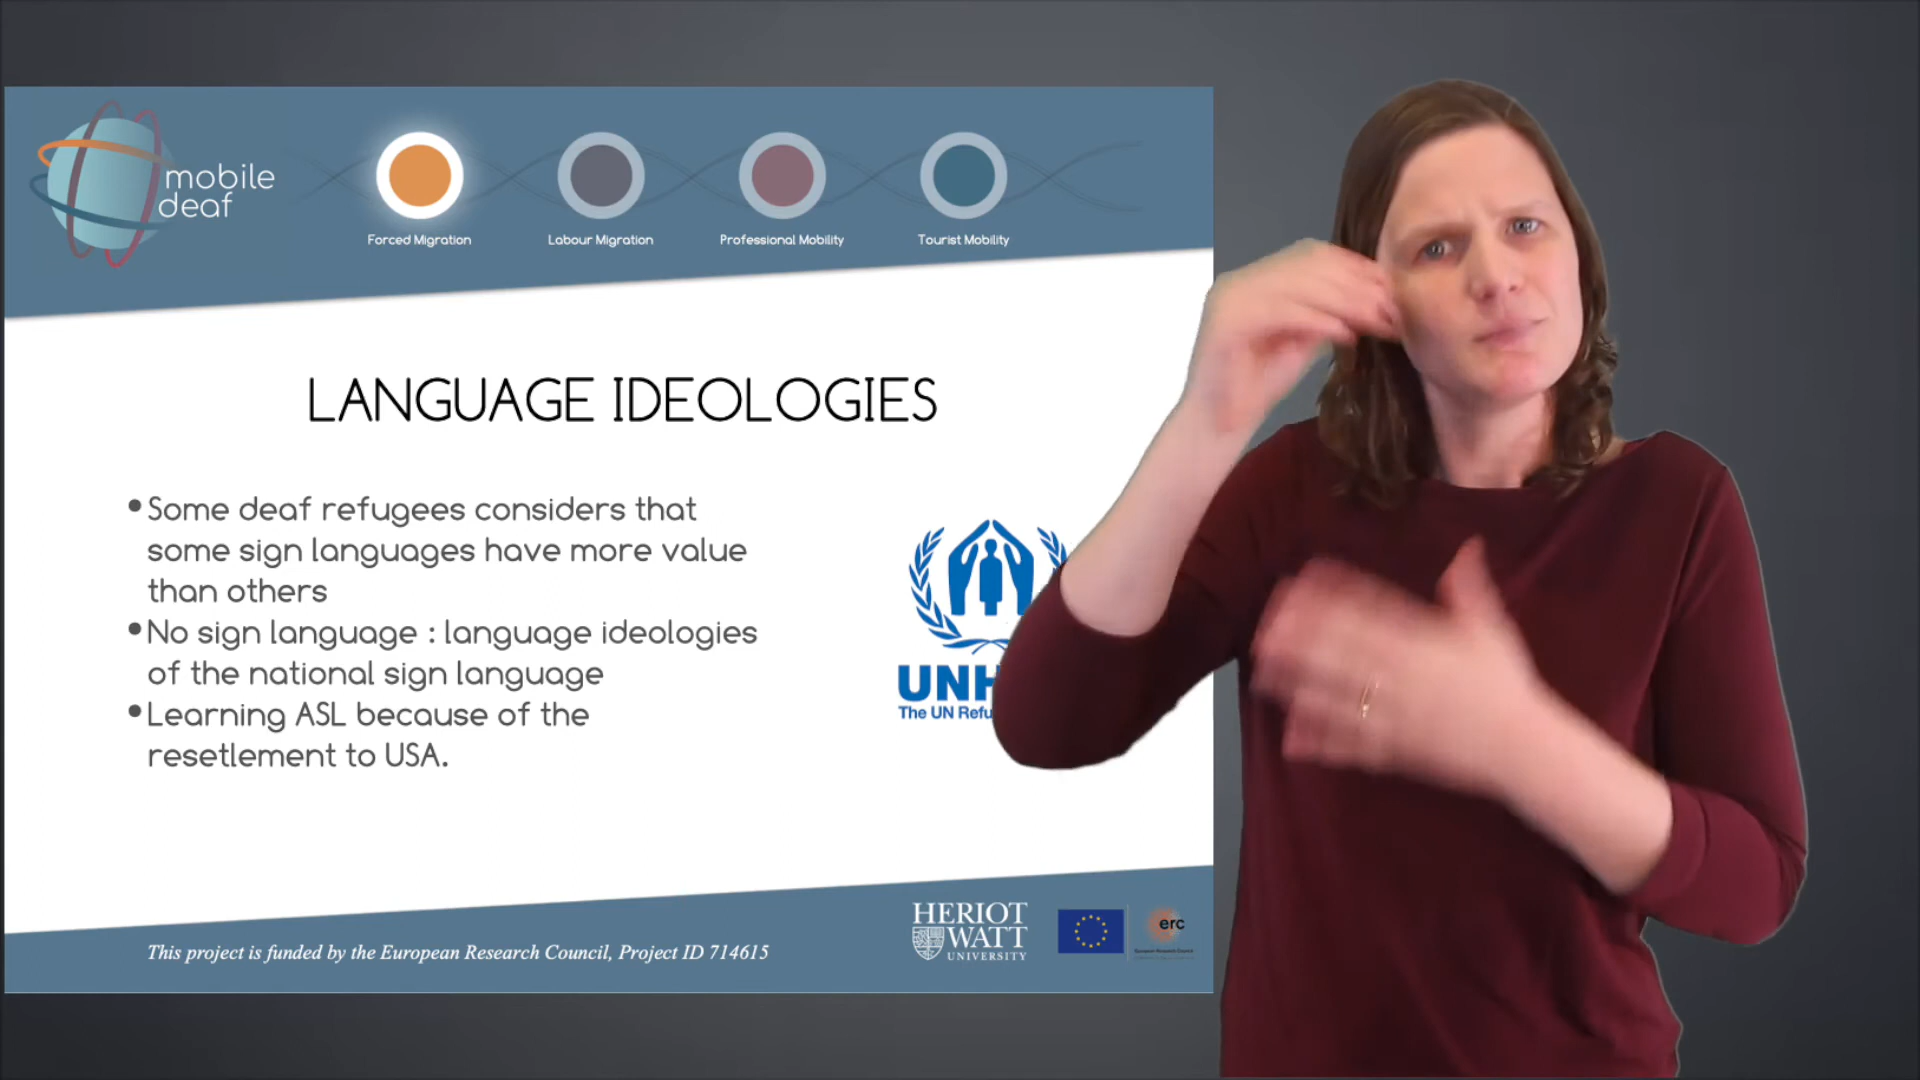 mobile
deaf
Forced Migration
Labour Migration
Professional Mobility
Tourist Mobility
LANGUAGE IDEOLOGIES
•Some deaf refugees considers that
some sign languages have more value
than others
•No sign language : language ideologies
of the national sign language
•Learning ASL because of the
resetlement to USA.
UNH
The UN Refu
This project is funded by the European Research Council, Project ID 714615
HERIOT
WATT
UNIVERSITY
erc